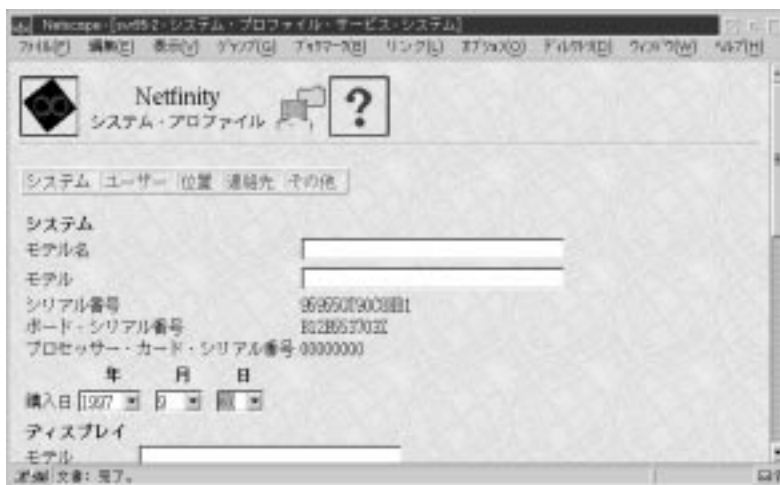 Netscape - [svr95-2 - システム・プロファイル・サービス - システム]
ファイル(F) 編集(E) 表示(V) ジャンプ(G) ブックマーク(B) リンク(L) オプション(O) ディレクトリ(D) ウィンドウ(W) ヘルプ(H)
Netfinity
システム・プロファイル
?
システム ユーザー 位置 連絡先 その他
システム
モデル名
モデル
シリアル番号
ボード・シリアル番号
プロセッサー・カード・シリアル番号 00000000
年 月 日
購入日 1997 9
ディスプレイ
モデル
文書: 完了。